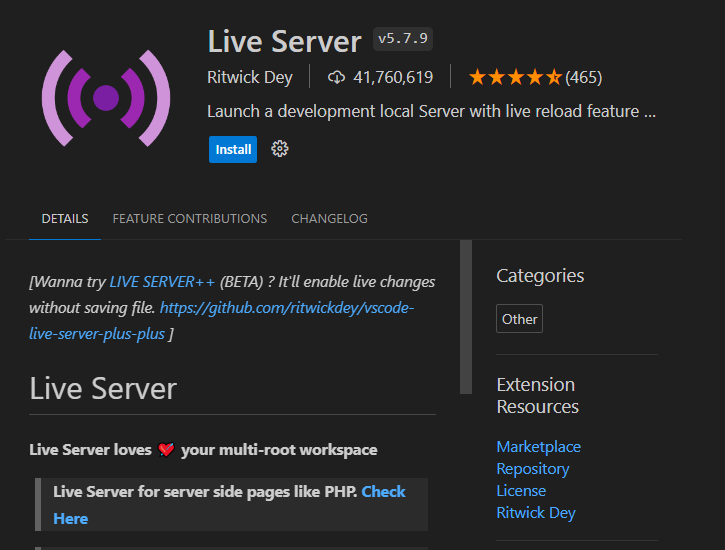 Live Server v5.7.9
Ritwick Dey 41,760,619 (465)
Launch a development local Server with live reload feature ...
Install
DETAILS FEATURE CONTRIBUTIONS CHANGELOG
[Wanna try LIVE SERVER++ (BETA) ? It'll enable live changes
without saving file. https://github.com/ritwickdey/vscode-
live-server-plus-plus ]
Live Server
Live Server loves 💘 your multi-root workspace
Live Server for server side pages like PHP. Check
Here
Categories
Other
Extension
Resources
Marketplace
Repository
License
Ritwick Dey